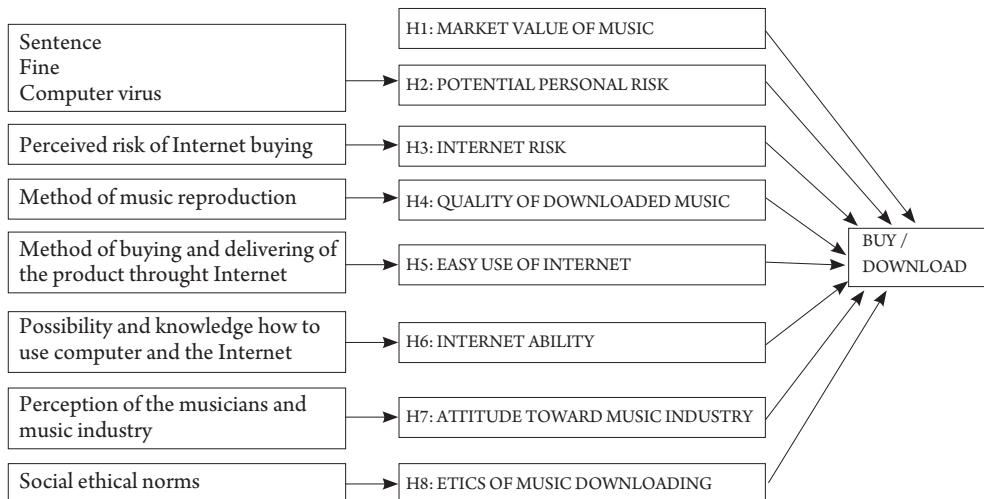 H1: MARKET VALUE OF MUSIC
Sentence
Fine
Computer virus
H2: POTENTIAL PERSONAL RISK
Perceived risk of Internet buying
H3: INTERNET RISK
Method of music reproduction
H4: QUALITY OF DOWNLOADED MUSIC
Method of buying and delivering of
the product throught Internet
H5: EASY USE OF INTERNET
Possibility and knowledge how to
use computer and the Internet
H6: INTERNET ABILITY
Perception of the musicians and
music industry
H7: ATTITUDE TOWARD MUSIC INDUSTRY
Social ethical norms
H8: ETICS OF MUSIC DOWNLOADING
BUY /
DOWNLOAD